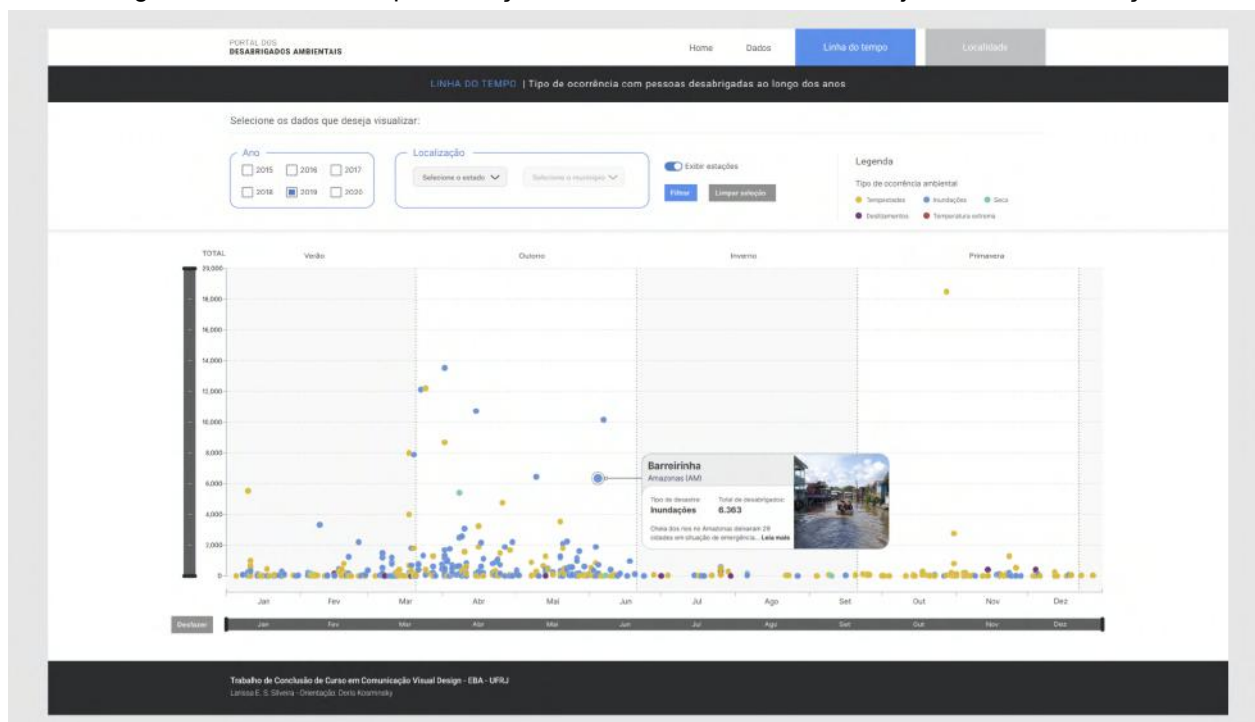 PORTAL DOS
DESABRIGADOS AMBIENTAIS
Home Dados Linha do tempo Localidade
LINHA DO TEMPO | Tipo de ocorrência com pessoas desabrigadas ao longo dos anos
Selecione os dados que deseja visualizar:
Ano
2015 2016 2017
2018 2019 2020
Localização
Selecione o estado Selecione o município
Exibir estações
Filtrar Limpar seleção
Legenda
Tipo de ocorrência ambiental
Tempestades Inundações Seca
Deslizamentos Temperatura extrema
TOTAL Verão Outono Inverno Primavera
20,000
18,000
16,000
14,000
12,000
10,000
8,000
6,000
4,000
2,000
0
Barreirinha
Amazonas (AM)
Tipo de desastre: Total de desabrigados:
Inundações 6.363
Cheia dos rios no Amazonas deixaram 29
cidades em situação de emergência... Leia mais
Jan Fev Mar Abr Mai Jun Jul Ago Set Out Nov Dez
Desfazer Jan Fev Mar Abr Mai Jun Jul Ago Set Out Nov Dez
Trabalho de Conclusão de Curso em Comunicação Visual Design - EBA - UFRJ
Larissa E. S. Silveira - Orientação: Doris Kosminsky